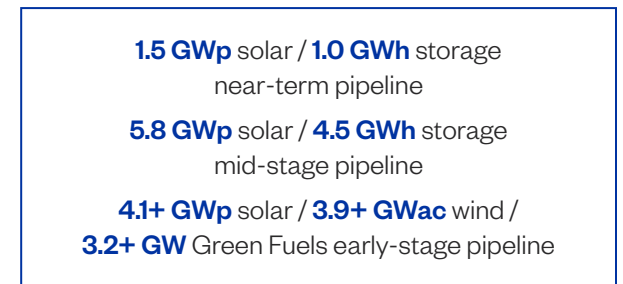 1.5 GWp solar / 1.0 GWh storage
near-term pipeline
5.8 GWp solar / 4.5 GWh storage
mid-stage pipeline
4.1+ GWp solar / 3.9+ GWac wind /
3.2+ GW Green Fuels early-stage pipeline